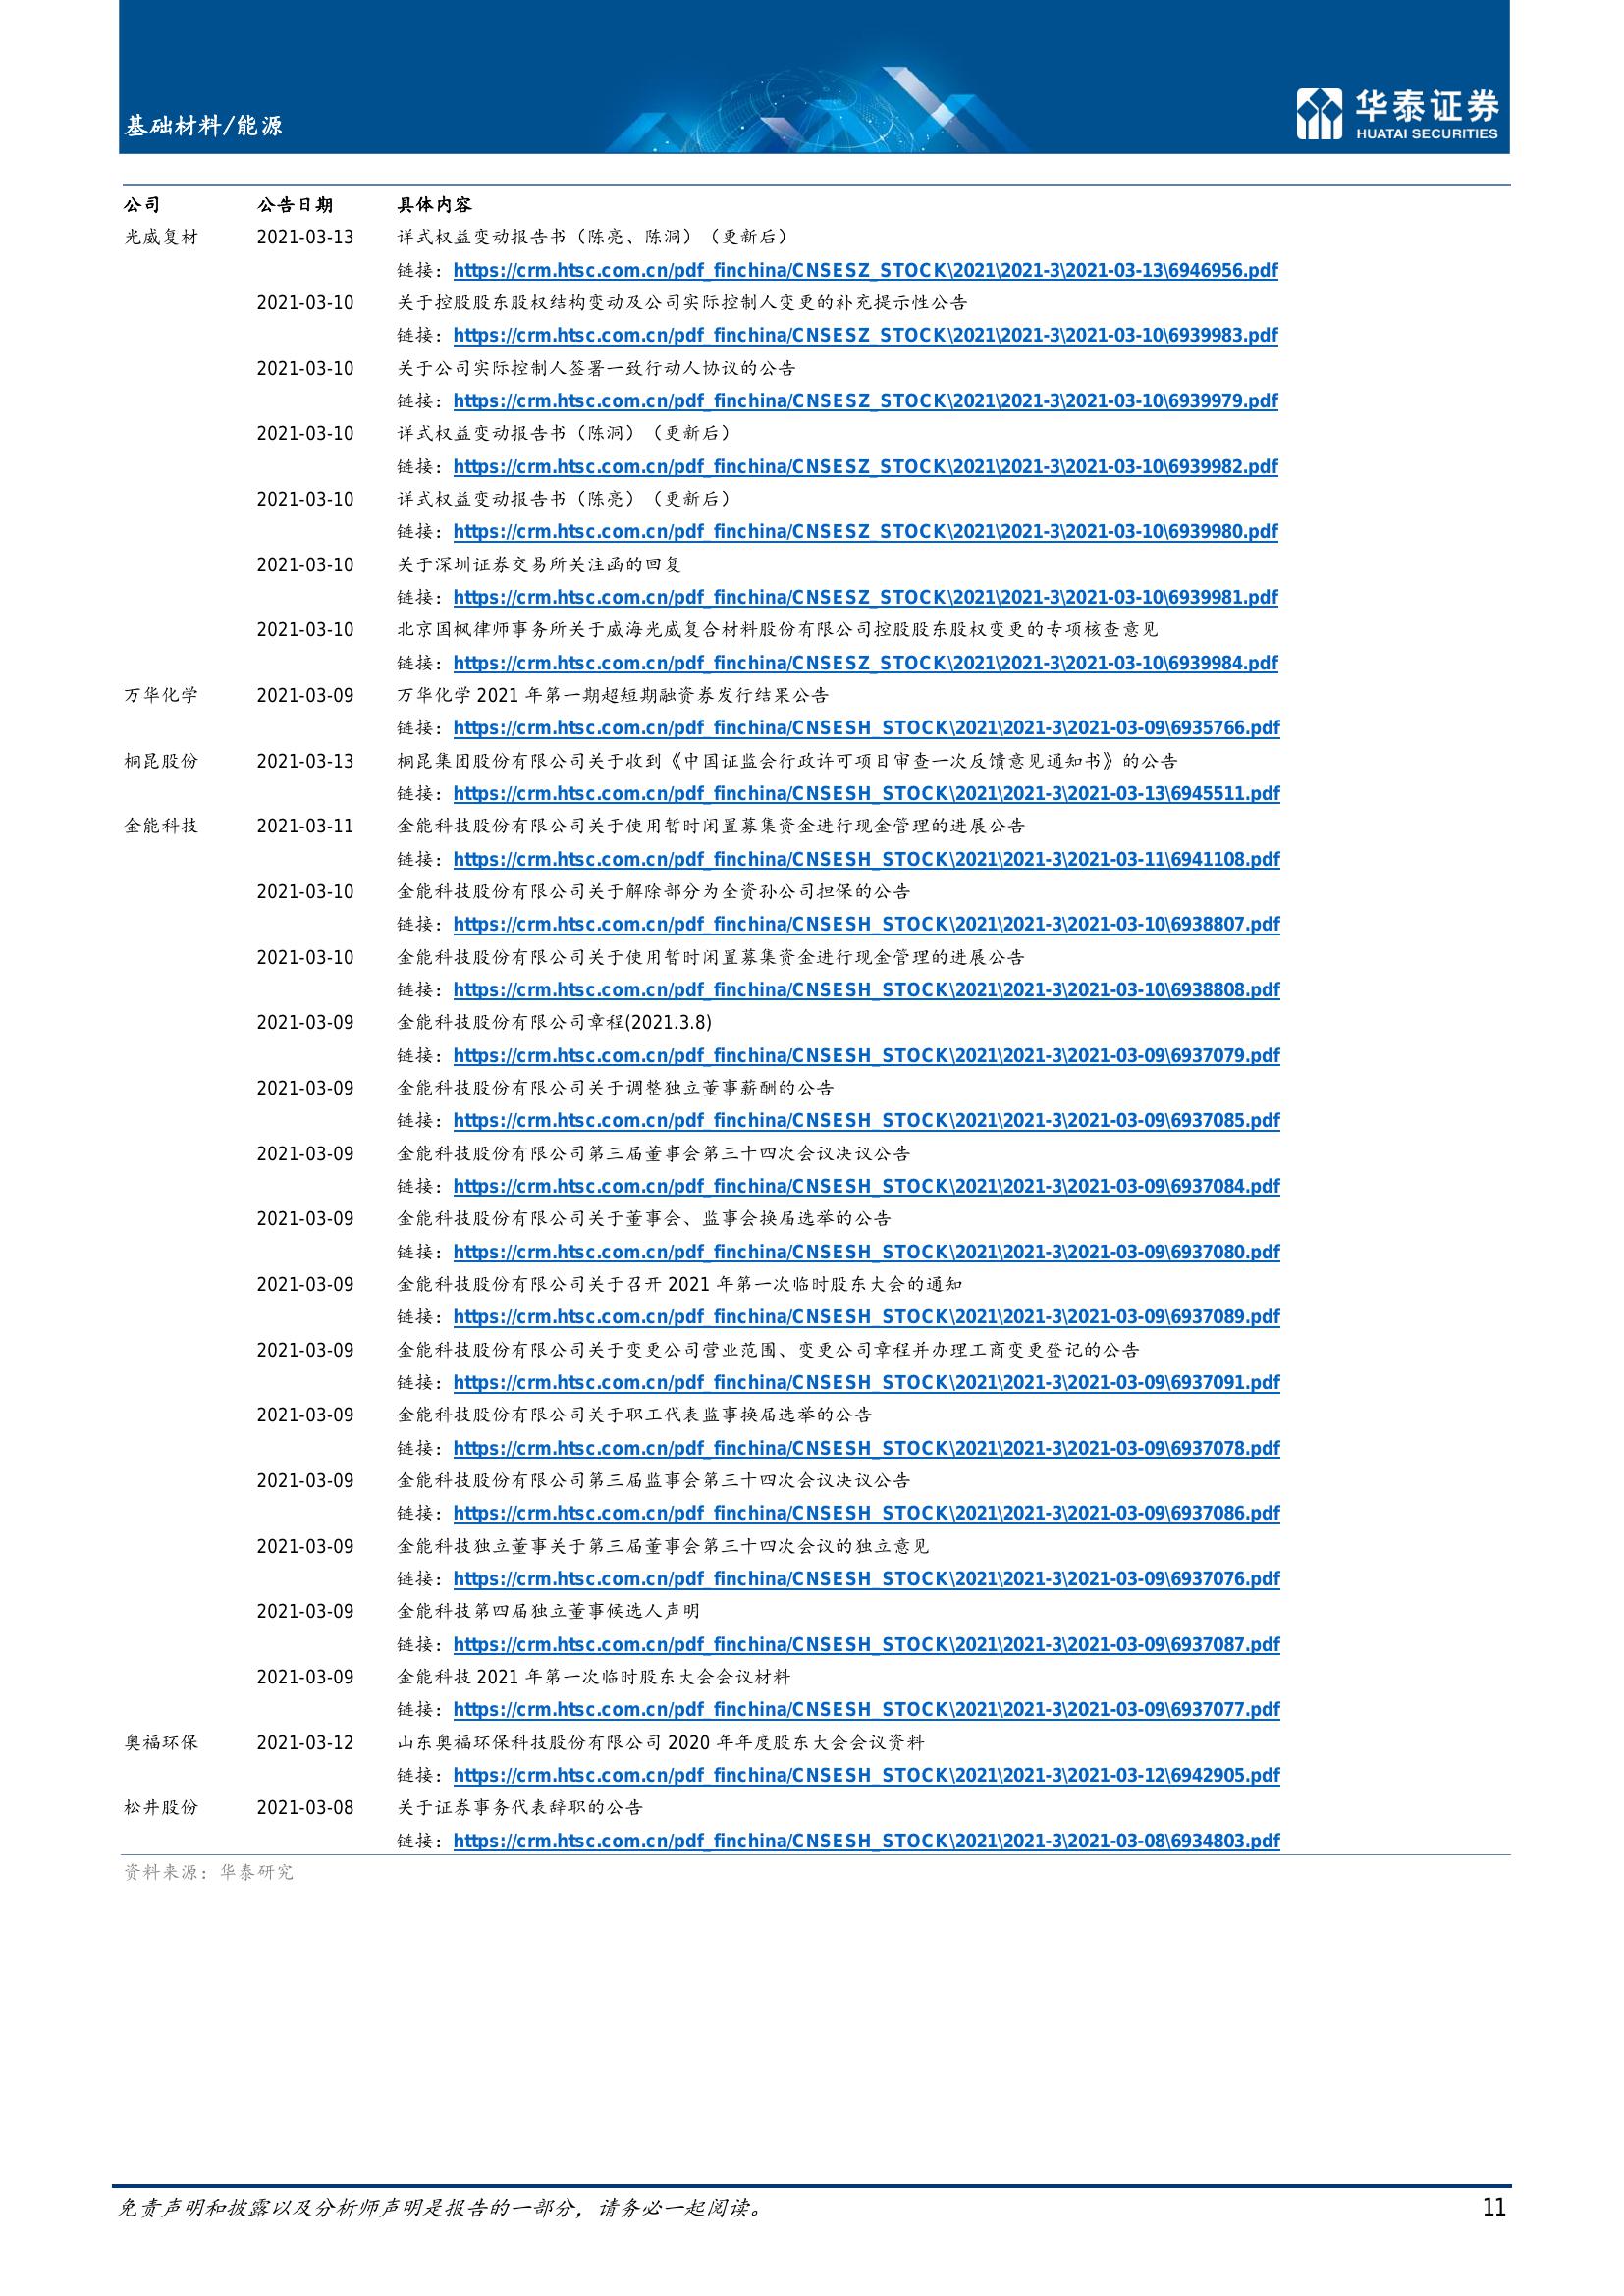 基础材料/能源
华泰证券
HUATAI SECURITIES
公司 公告日期 具体内容
光威复材 2021-03-13 详式权益变动报告书（陈亮、陈洞）（更新后）
链接：https://crm.htsc.com.cn/pdf_finchina/CNSESZ_STOCK\2021\2021-3\2021-03-13\6946956.pdf
2021-03-10 关于控股股东股权结构变动及公司实际控制人变更的补充提示性公告
链接：https://crm.htsc.com.cn/pdf_finchina/CNSESZ_STOCK\2021\2021-3\2021-03-10\6939983.pdf
2021-03-10 关于公司实际控制人签署一致行动人协议的公告
链接：https://crm.htsc.com.cn/pdf_finchina/CNSESZ_STOCK\2021\2021-3\2021-03-10\6939979.pdf
2021-03-10 详式权益变动报告书（陈洞）（更新后）
链接：https://crm.htsc.com.cn/pdf_finchina/CNSESZ_STOCK\2021\2021-3\2021-03-10\6939982.pdf
2021-03-10 详式权益变动报告书（陈亮）（更新后）
链接：https://crm.htsc.com.cn/pdf_finchina/CNSESZ_STOCK\2021\2021-3\2021-03-10\6939980.pdf
2021-03-10 关于深圳证券交易所关注函的回复
链接：https://crm.htsc.com.cn/pdf_finchina/CNSESZ_STOCK\2021\2021-3\2021-03-10\6939981.pdf
2021-03-10 北京国枫律师事务所关于威海光威复合材料股份有限公司控股股东股权变更的专项核查意见
链接：https://crm.htsc.com.cn/pdf_finchina/CNSESZ_STOCK\2021\2021-3\2021-03-10\6939984.pdf
万华化学 2021-03-09 万华化学 2021 年第一期超短期融资券发行结果公告
链接：https://crm.htsc.com.cn/pdf_finchina/CNSESH_STOCK\2021\2021-3\2021-03-09\6935766.pdf
桐昆股份 2021-03-13 桐昆集团股份有限公司关于收到《中国证监会行政许可项目审查一次反馈意见通知书》的公告
链接：https://crm.htsc.com.cn/pdf_finchina/CNSESH_STOCK\2021\2021-3\2021-03-13\6945511.pdf
金能科技 2021-03-11 金能科技股份有限公司关于使用暂时闲置募集资金进行现金管理的进展公告
链接：https://crm.htsc.com.cn/pdf_finchina/CNSESH_STOCK\2021\2021-3\2021-03-11\6941108.pdf
2021-03-10 金能科技股份有限公司关于解除部分为全资孙公司担保的公告
链接：https://crm.htsc.com.cn/pdf_finchina/CNSESH_STOCK\2021\2021-3\2021-03-10\6938807.pdf
2021-03-10 金能科技股份有限公司关于使用暂时闲置募集资金进行现金管理的进展公告
链接：https://crm.htsc.com.cn/pdf_finchina/CNSESH_STOCK\2021\2021-3\2021-03-10\6938808.pdf
2021-03-09 金能科技股份有限公司章程(2021.3.8)
链接：https://crm.htsc.com.cn/pdf_finchina/CNSESH_STOCK\2021\2021-3\2021-03-09\6937079.pdf
2021-03-09 金能科技股份有限公司关于调整独立董事薪酬的公告
链接：https://crm.htsc.com.cn/pdf_finchina/CNSESH_STOCK\2021\2021-3\2021-03-09\6937085.pdf
2021-03-09 金能科技股份有限公司第三届董事会第三十四次会议决议公告
链接：https://crm.htsc.com.cn/pdf_finchina/CNSESH_STOCK\2021\2021-3\2021-03-09\6937084.pdf
2021-03-09 金能科技股份有限公司关于董事会、监事会换届选举的公告
链接：https://crm.htsc.com.cn/pdf_finchina/CNSESH_STOCK\2021\2021-3\2021-03-09\6937080.pdf
2021-03-09 金能科技股份有限公司关于召开 2021 年第一次临时股东大会的通知
链接：https://crm.htsc.com.cn/pdf_finchina/CNSESH_STOCK\2021\2021-3\2021-03-09\6937089.pdf
2021-03-09 金能科技股份有限公司关于变更公司营业范围、变更公司章程并办理工商变更登记的公告
链接：https://crm.htsc.com.cn/pdf_finchina/CNSESH_STOCK\2021\2021-3\2021-03-09\6937091.pdf
2021-03-09 金能科技股份有限公司关于职工代表监事换届选举的公告
链接：https://crm.htsc.com.cn/pdf_finchina/CNSESH_STOCK\2021\2021-3\2021-03-09\6937078.pdf
2021-03-09 金能科技股份有限公司第三届监事会第三十四次会议决议公告
链接：https://crm.htsc.com.cn/pdf_finchina/CNSESH_STOCK\2021\2021-3\2021-03-09\6937086.pdf
2021-03-09 金能科技独立董事关于第三届董事会第三十四次会议的独立意见
链接：https://crm.htsc.com.cn/pdf_finchina/CNSESH_STOCK\2021\2021-3\2021-03-09\6937076.pdf
2021-03-09 金能科技第四届独立董事候选人声明
链接：https://crm.htsc.com.cn/pdf_finchina/CNSESH_STOCK\2021\2021-3\2021-03-09\6937087.pdf
2021-03-09 金能科技 2021 年第一次临时股东大会会议材料
链接：https://crm.htsc.com.cn/pdf_finchina/CNSESH_STOCK\2021\2021-3\2021-03-09\6937077.pdf
奥福环保 2021-03-12 山东奥福环保科技股份有限公司 2020 年年度股东大会会议资料
链接：https://crm.htsc.com.cn/pdf_finchina/CNSESH_STOCK\2021\2021-3\2021-03-12\6942905.pdf
松井股份 2021-03-08 关于证券事务代表辞职的公告
链接：https://crm.htsc.com.cn/pdf_finchina/CNSESH_STOCK\2021\2021-3\2021-03-08\6934803.pdf
资料来源：华泰研究
免责声明和披露以及分析师声明是报告的一部分，请务必一起阅读。 11